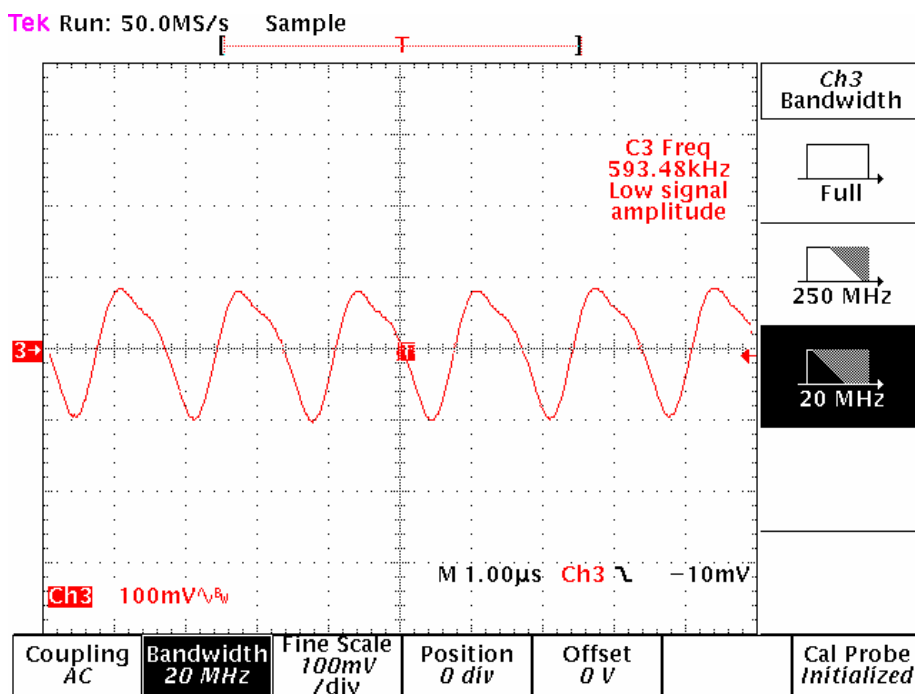 Tek Run: 50.0MS/s Sample
[ T ]
Ch3
Bandwidth
C3 Freq
593.48kHz
Low signal
amplitude
Full
250 MHz
3
T
20 MHz
M 1.00µs Ch3 -10mV
Ch3 100mV BW
Coupling
AC
Bandwidth
20 MHz
Fine Scale
100mV
/div
Position
0 div
Offset
0 V
Cal Probe
Initialized